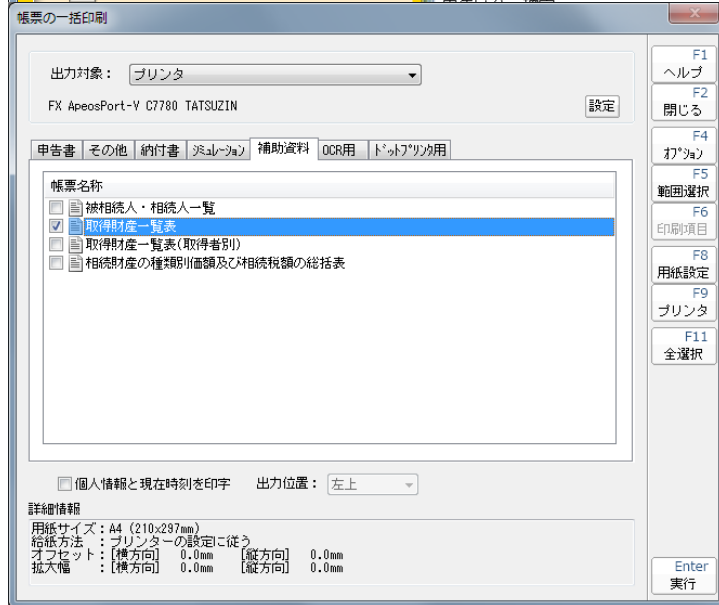 帳票の一括印刷
出力対象： プリンタ
FX ApeosPort-V C7780 TATSUZIN
設定
申告書 その他 納付書 ｼﾐｭﾚｰｼｮﾝ 補助資料 OCR用 ﾄﾞｯﾄﾌﾟﾘﾝﾀ用
帳票名称
被相続人・相続人一覧
取得財産一覧表
取得財産一覧表(取得者別)
相続財産の種類別価額及び相続税額の総括表
個人情報と現在時刻を印字 出力位置： 左上
詳細情報
用紙サイズ：A4 (210x297mm)
給紙方法 ：プリンターの設定に従う
オフセット：[横方向] 0.0mm [縦方向] 0.0mm
拡大幅 ：[横方向] 0.0mm [縦方向] 0.0mm
F1
ヘルプ
F2
閉じる
F4
ｵﾌﾟｼｮﾝ
F5
範囲選択
F6
印刷項目
F8
用紙設定
F9
プリンタ
F11
全選択
Enter
実行